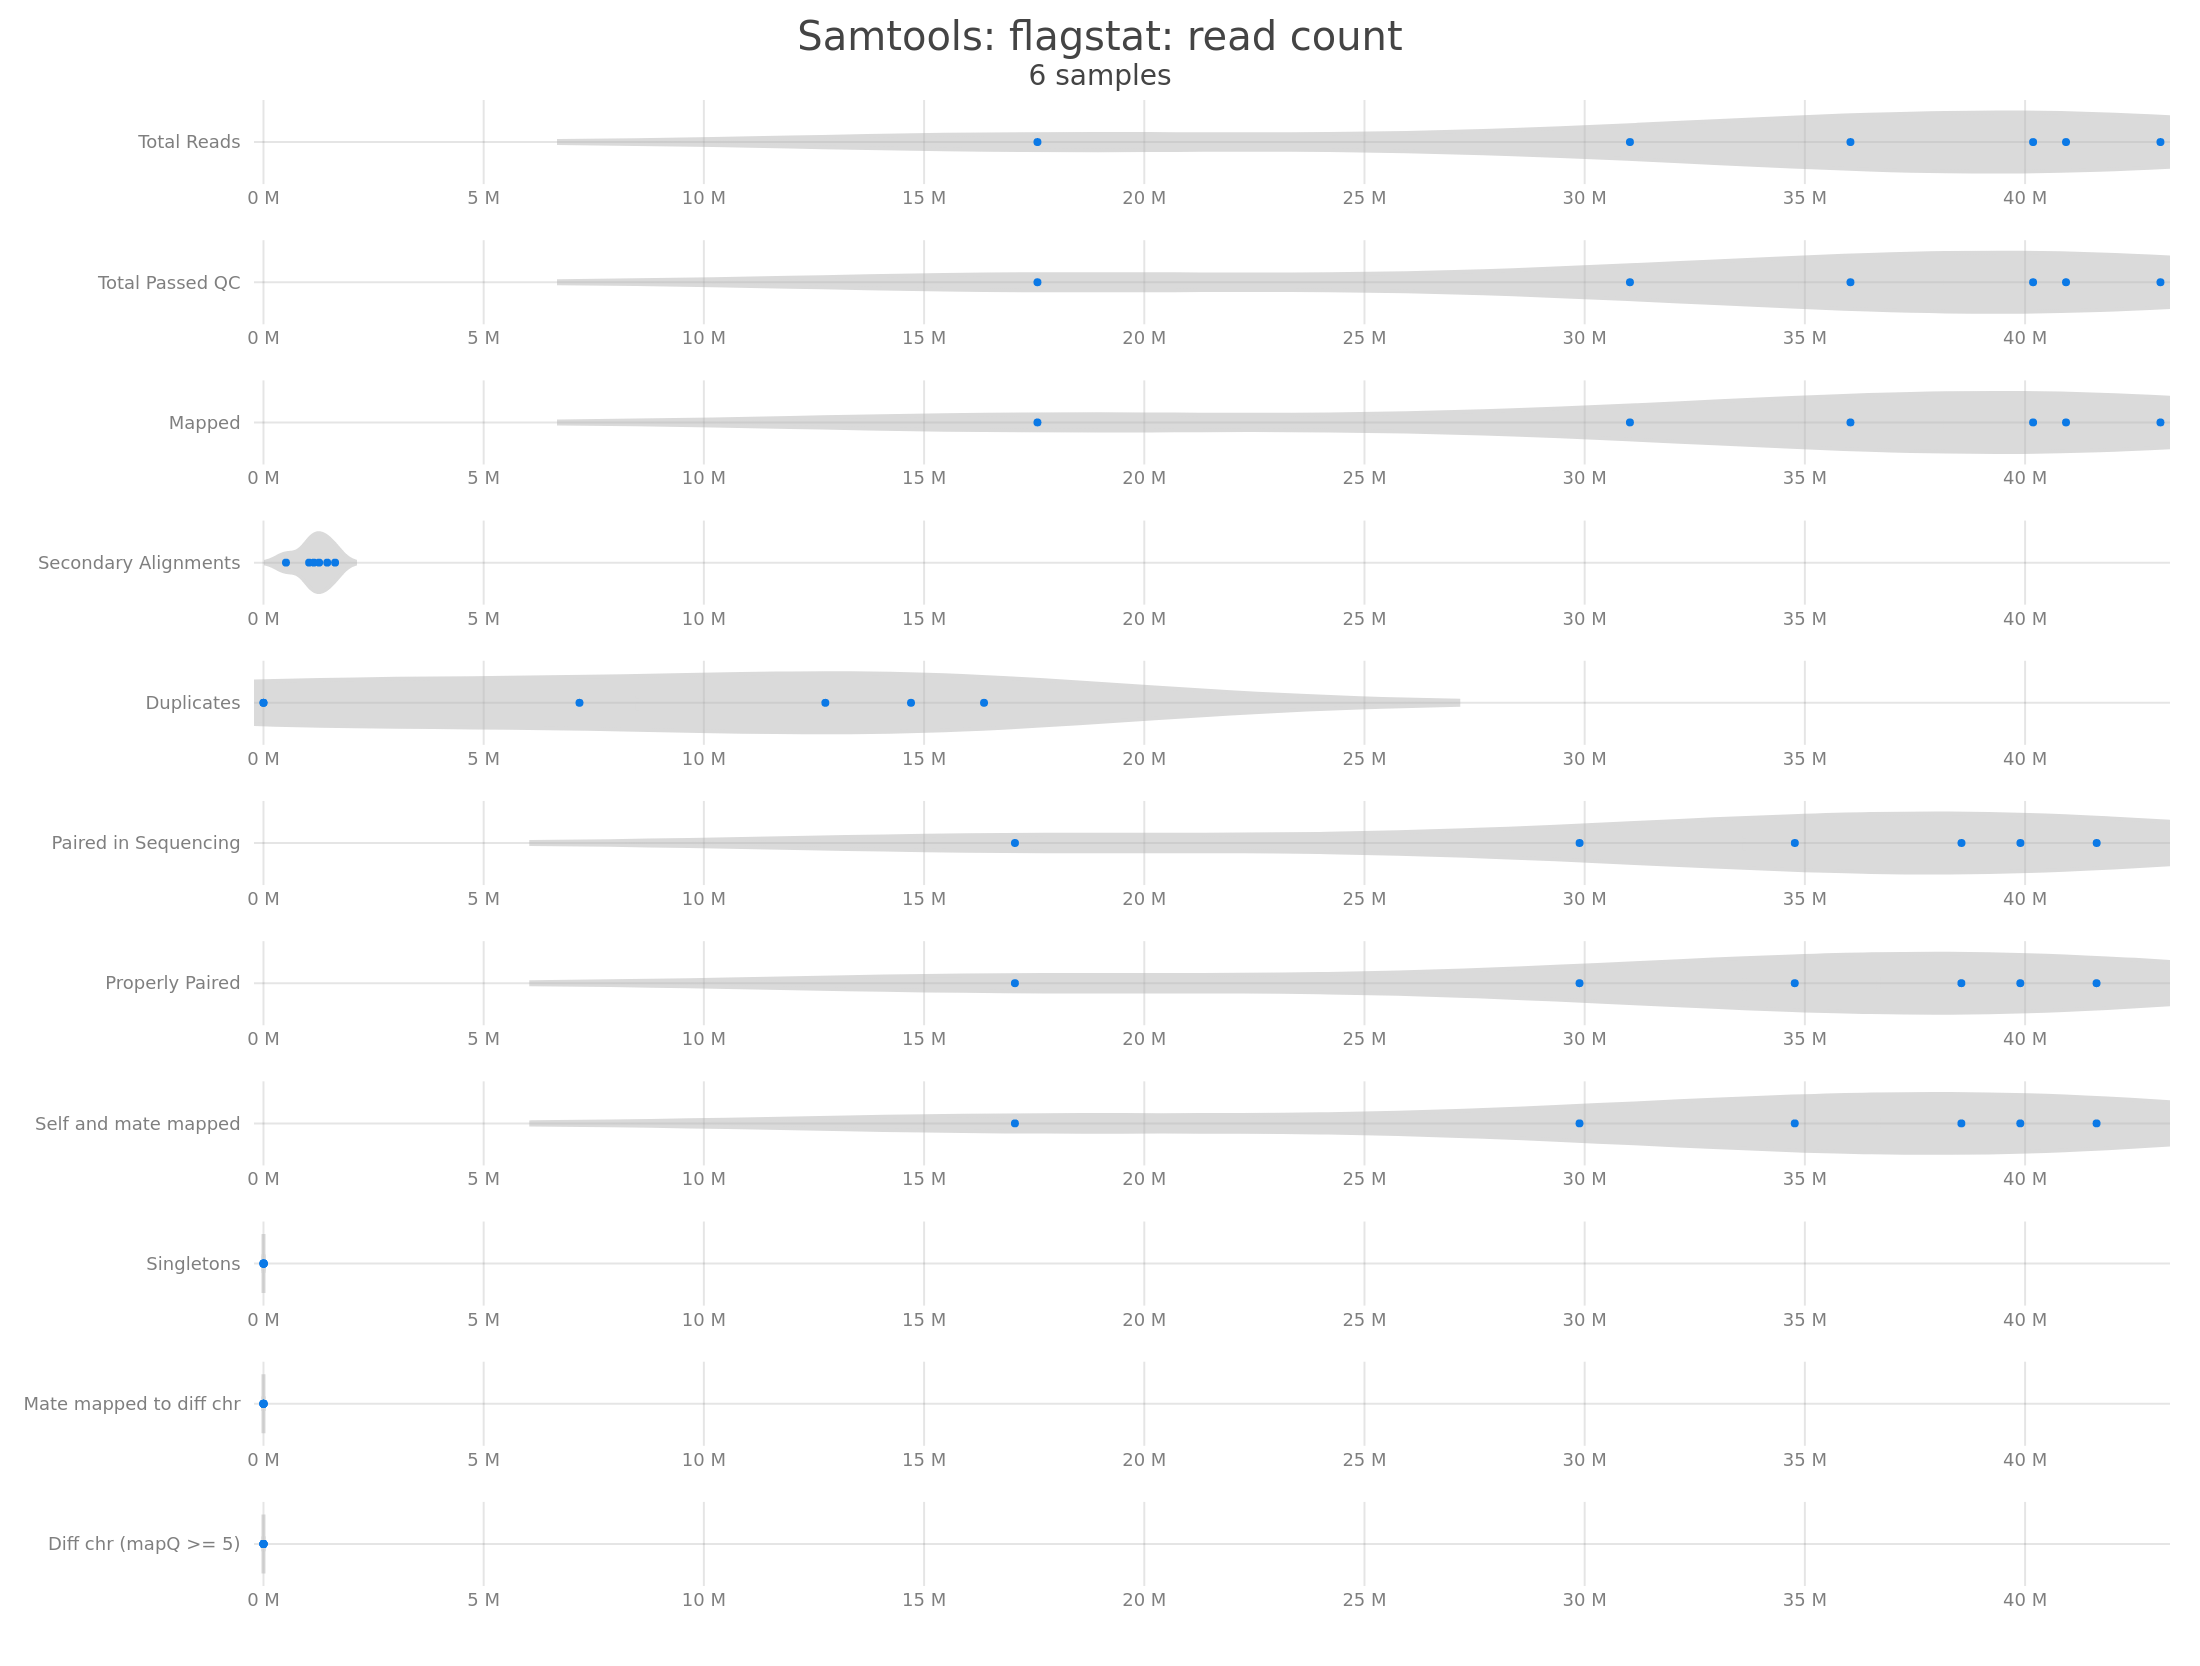 Samtools: flagstat: read count
6 samples
Total Reads
0 M 5 M 10 M 15 M 20 M 25 M 30 M 35 M 40 M
Total Passed QC
0 M 5 M 10 M 15 M 20 M 25 M 30 M 35 M 40 M
Mapped
0 M 5 M 10 M 15 M 20 M 25 M 30 M 35 M 40 M
Secondary Alignments
0 M 5 M 10 M 15 M 20 M 25 M 30 M 35 M 40 M
Duplicates
0 M 5 M 10 M 15 M 20 M 25 M 30 M 35 M 40 M
Paired in Sequencing
0 M 5 M 10 M 15 M 20 M 25 M 30 M 35 M 40 M
Properly Paired
0 M 5 M 10 M 15 M 20 M 25 M 30 M 35 M 40 M
Self and mate mapped
0 M 5 M 10 M 15 M 20 M 25 M 30 M 35 M 40 M
Singletons
0 M 5 M 10 M 15 M 20 M 25 M 30 M 35 M 40 M
Mate mapped to diff chr
0 M 5 M 10 M 15 M 20 M 25 M 30 M 35 M 40 M
Diff chr (mapQ >= 5)
0 M 5 M 10 M 15 M 20 M 25 M 30 M 35 M 40 M